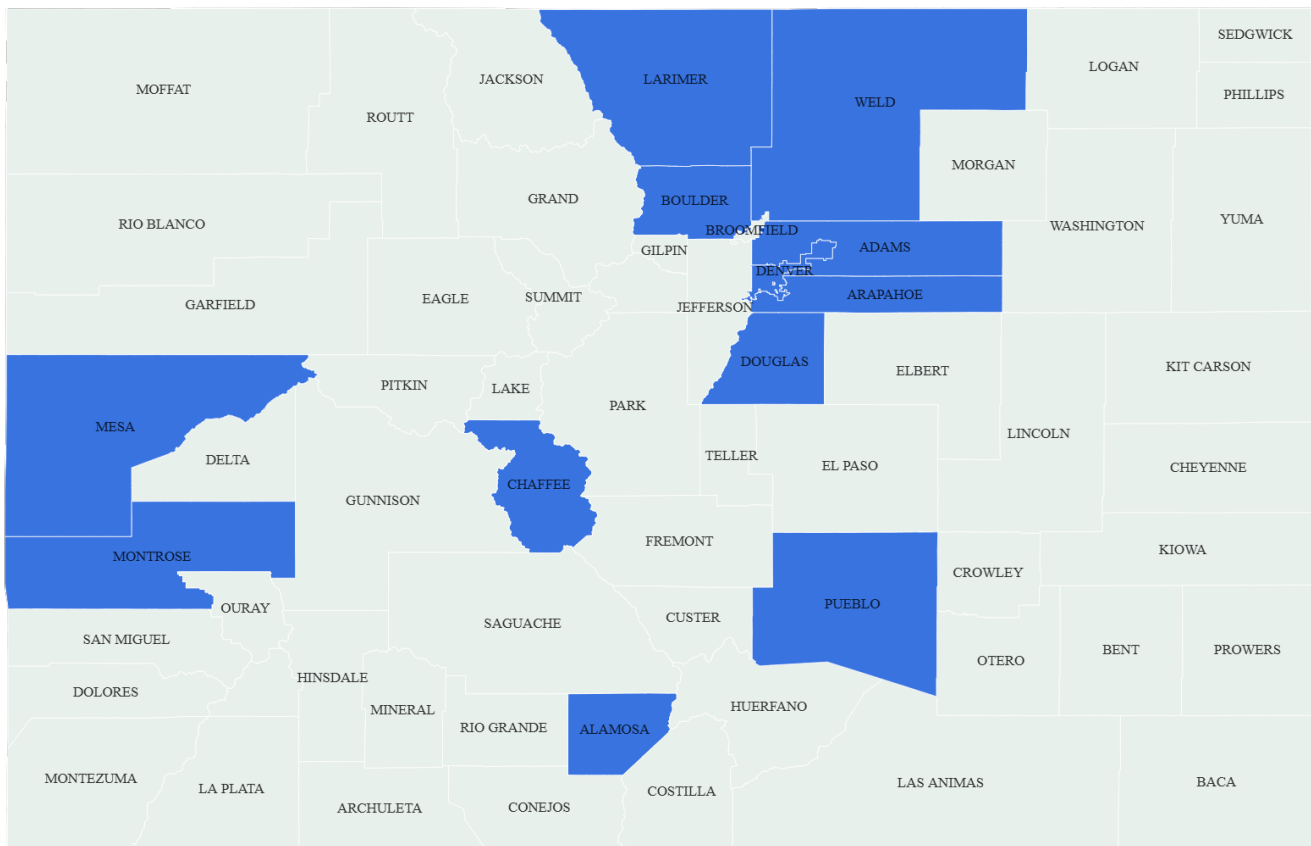 SEDGWICK
LOGAN
JACKSON
LARIMER
MOFFAT
PHILLIPS
WELD
ROUTT
MORGAN
GRAND
BOULDER
YUMA
RIO BLANCO
WASHINGTON
BROOMFIELD
ADAMS
GILPIN
DENVER
ARAPAHOE
SUMMIT
EAGLE
GARFIELD
JEFFERSON
DOUGLAS
KIT CARSON
ELBERT
PITKIN
LAKE
PARK
MESA
LINCOLN
TELLER
DELTA
EL PASO
CHEYENNE
CHAFFEE
GUNNISON
FREMONT
KIOWA
MONTROSE
CROWLEY
PUEBLO
OURAY
CUSTER
SAGUACHE
SAN MIGUEL
BENT
PROWERS
OTERO
HINSDALE
DOLORES
HUERFANO
MINERAL
RIO GRANDE
ALAMOSA
MONTEZUMA
BACA
LAS ANIMAS
LA PLATA
COSTILLA
CONEJOS
ARCHULETA